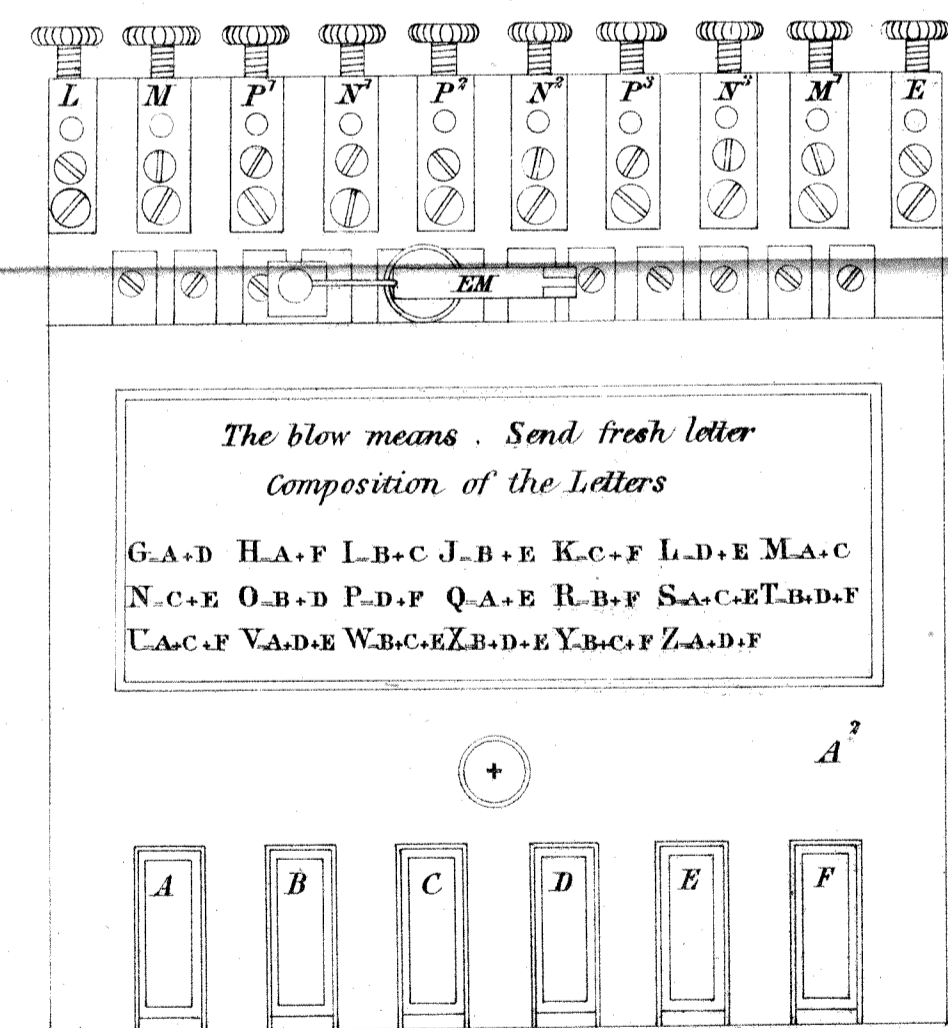 L M P¹ N¹ P² N² P³ N³ M¹ E
EM
The blow means . Send fresh letter
Composition of the Letters
G=A+D H=A+F I=B+C J=B+E K=C+F L=D+E M=A+C
N=C+E O=B+D P=D+F Q=A+E R=B+F S=A+C+E T=B+D+F
U=A+C+F V=A+D+E W=B+C+E X=B+D+E Y=B+C+F Z=A+D+F
+
A²
A B C D E F